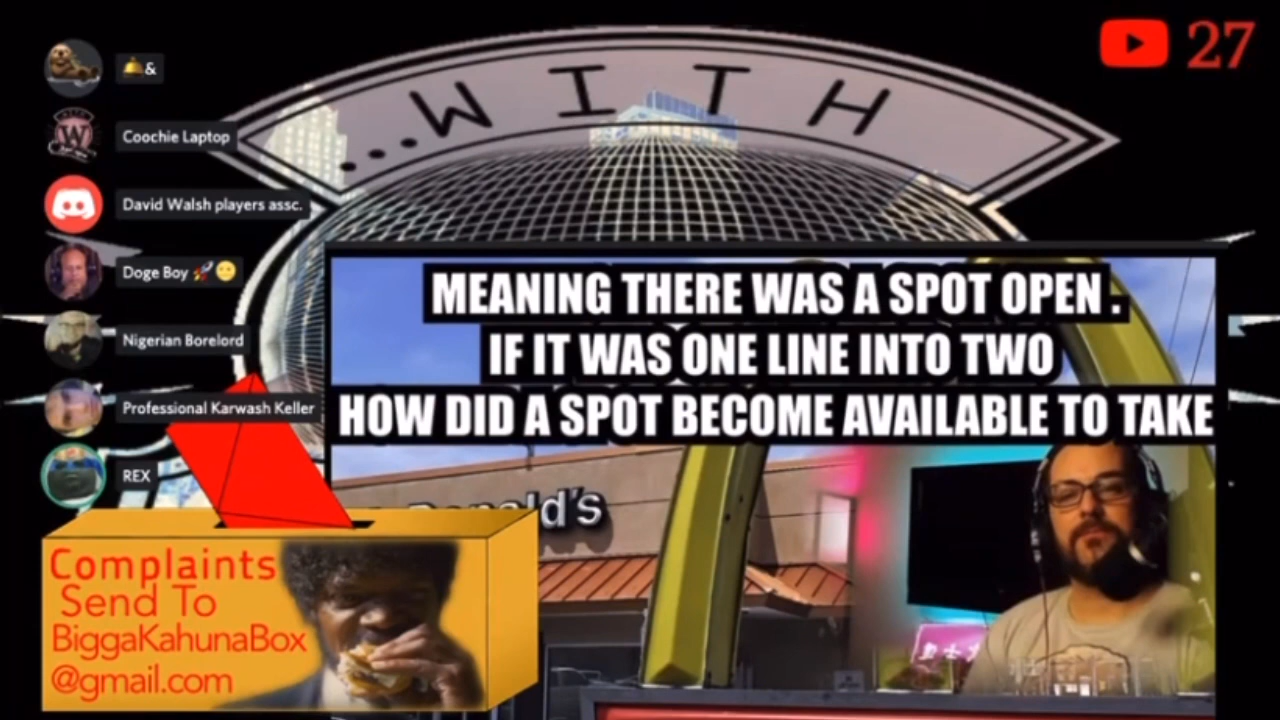 27
...WITH
&
Coochie Laptop
David Walsh players assc.
Doge Boy 🚀🙂
Nigerian Borelord
Professional Karwash Keller
REX
MEANING THERE WAS A SPOT OPEN .
IF IT WAS ONE LINE INTO TWO
HOW DID A SPOT BECOME AVAILABLE TO TAKE
Complaints
Send To
BiggaKahunaBox
@gmail.com